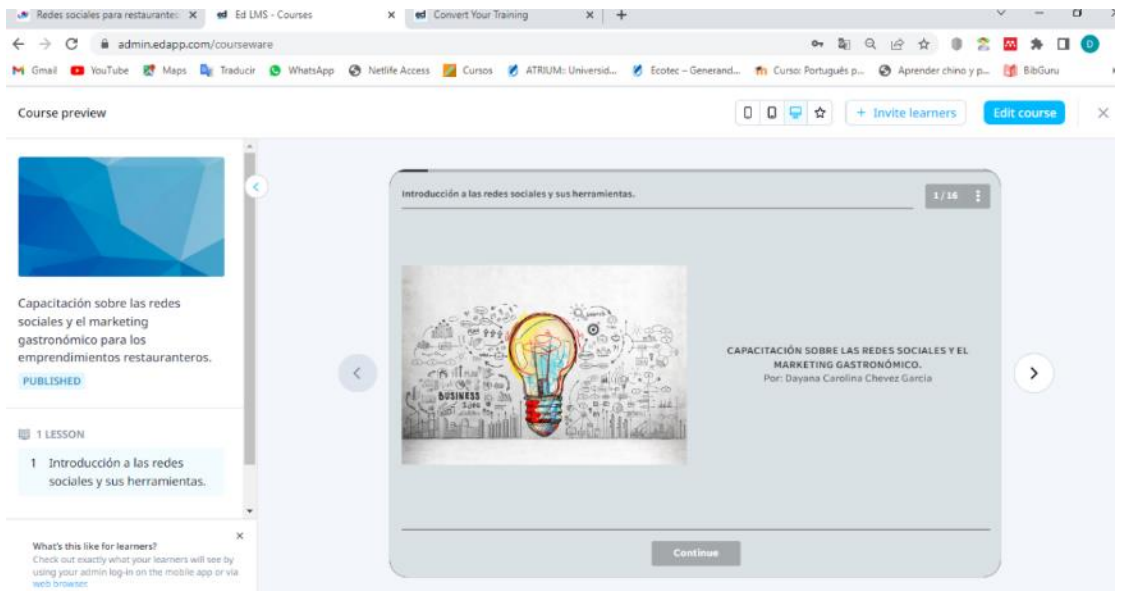 Redes sociales para restaurantes
Ed LMS - Courses
Convert Your Training
admin.edapp.com/courseware
Gmail
YouTube
Maps
Traducir
WhatsApp
Netlife Access
Cursos
ATRIUM: Universid...
Ecotec – Generand...
Curso: Portugués p...
Aprender chino y p...
BibGuru
Course preview
+ Invite learners
Edit course
Capacitación sobre las redes
sociales y el marketing
gastronómico para los
emprendimientos restauranteros.
PUBLISHED
1 LESSON
1 Introducción a las redes
sociales y sus herramientas.
What's this like for learners?
Check out exactly what your learners will see by
using your admin log-in on the mobile app or via
web browser.
Introducción a las redes sociales y sus herramientas.
1/16
Search
BUSINESS
CAPACITACIÓN SOBRE LAS REDES SOCIALES Y EL
MARKETING GASTRONÓMICO.
Por: Dayana Carolina Chevez Garcia
Continue